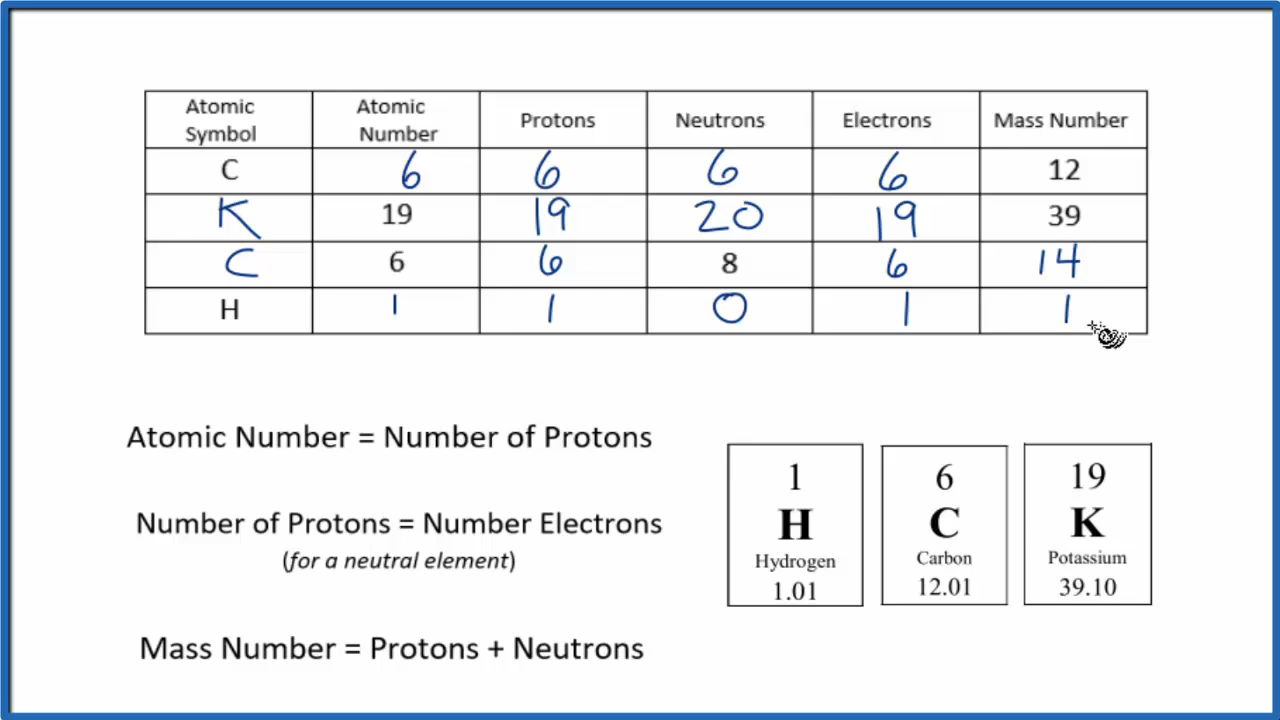 Atomic Symbol Atomic Number Protons Neutrons Electrons Mass Number
C 6 6 6 6 12
K 19 19 20 19 39
C 6 6 8 6 14
H 1 1 0 1 1
Atomic Number = Number of Protons
Number of Protons = Number Electrons
(for a neutral element)
Mass Number = Protons + Neutrons
1
H
Hydrogen
1.01
6
C
Carbon
12.01
19
K
Potassium
39.10